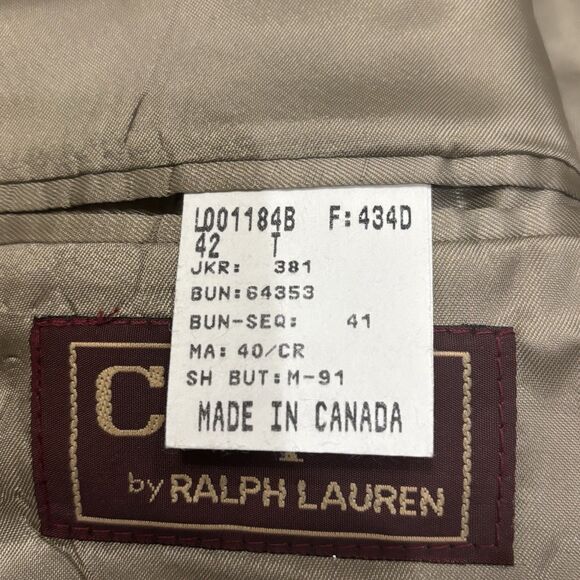 L001184B F:434D
42 T
JKR: 381
BUN:64353
BUN-SEQ: 41
MA: 40/CR
SH BUT:M-91
MADE IN CANADA
by RALPH LAUREN